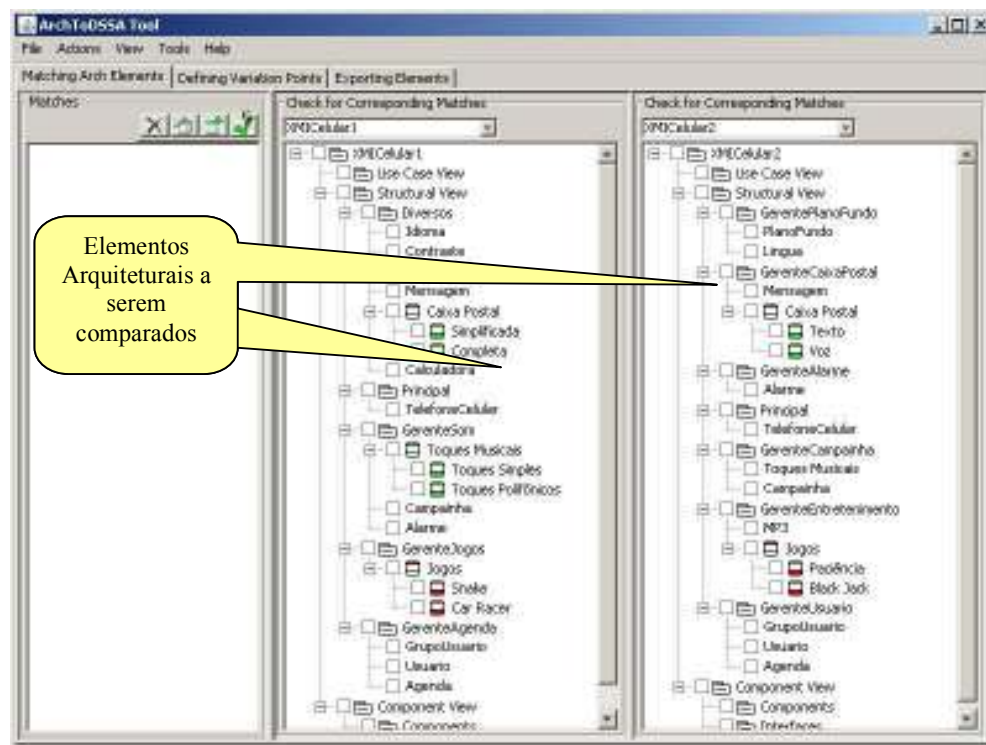 ArchToDSSA Tool
File Actions View Tools Help
Matching Arch Elements Defining Variation Points Exporting Elements
Matches
Check for Corresponding Matches
XMICelular1
XMICelular1
Use Case View
Structural View
Diversos
Idioma
Contraste
Mensagem
Caixa Postal
Simplificada
Completa
Calculadora
Principal
TelefoneCelular
GerenteSom
Toques Musicais
Toques Simples
Toques Polifônicos
Campainha
Alarme
GerenteJogos
Jogos
Snake
Car Racer
GerenteAgenda
GrupoUsuario
Usuario
Agenda
Component View
Components
Check for Corresponding Matches
XMICelular2
XMICelular2
Use Case View
Structural View
GerentePlanoFundo
PlanoFundo
Lingua
GerenteCaixaPostal
Mensagem
Caixa Postal
Texto
Voz
GerenteAlarme
Alarme
Principal
TelefoneCelular
GerenteCampainha
Toques Musicais
Campainha
GerenteEntretenimento
MP3
Jogos
Paciência
Black Jack
GerenteUsuario
GrupoUsuario
Usuario
Agenda
Component View
Components
Interfaces
Elementos
Arquiteturais a
serem
comparados